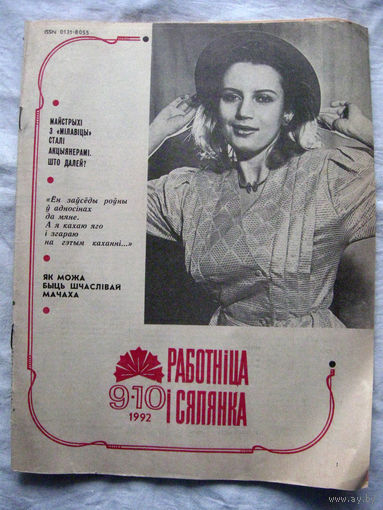 ISSN 0131-8055
МАЙСТРЫХІ
З «МІЛАВІЦЫ»
СТАЛІ
АКЦЫЯНЕРАМІ.
ШТО ДАЛЕЙ?
«Ён заўсёды роўны
ў адносінах
да мяне.
А я кахаю яго
і згараю
на гэтым каханні...»
ЯК МОЖА
БЫЦЬ ШЧАСЛІВАЙ
МАЧАХА
РАБОТНІЦА
І СЯЛЯНКА
9·10
1992
www.ay.by